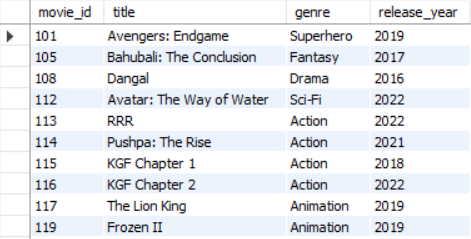 movie_id title genre release_year
101 Avengers: Endgame Superhero 2019
105 Bahubali: The Conclusion Fantasy 2017
108 Dangal Drama 2016
112 Avatar: The Way of Water Sci-Fi 2022
113 RRR Action 2022
114 Pushpa: The Rise Action 2021
115 KGF Chapter 1 Action 2018
116 KGF Chapter 2 Action 2022
117 The Lion King Animation 2019
119 Frozen II Animation 2019